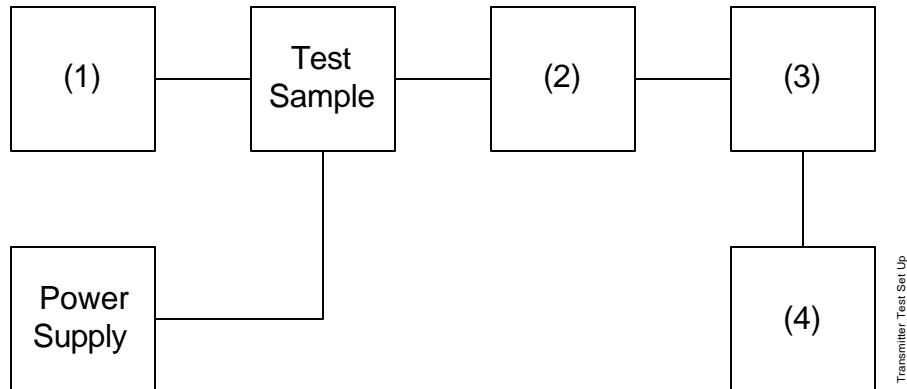 (1)
Test
Sample
(2)
(3)
Power
Supply
(4)
Transmitter Test Set Up